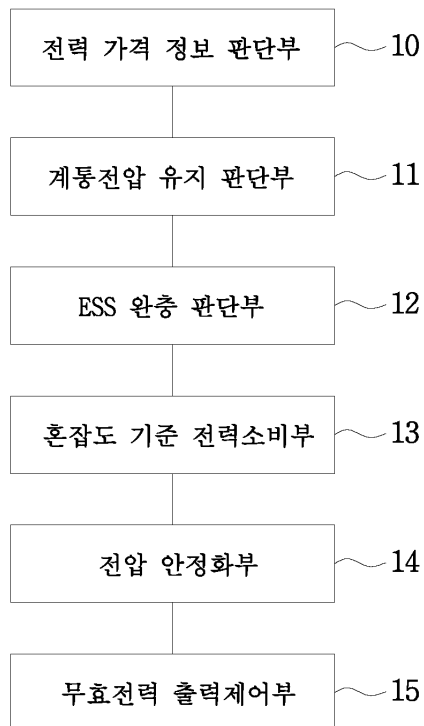 전력 가격 정보 판단부 10
계통전압 유지 판단부 11
ESS 완충 판단부 12
혼잡도 기준 전력소비부 13
전압 안정화부 14
무효전력 출력제어부 15